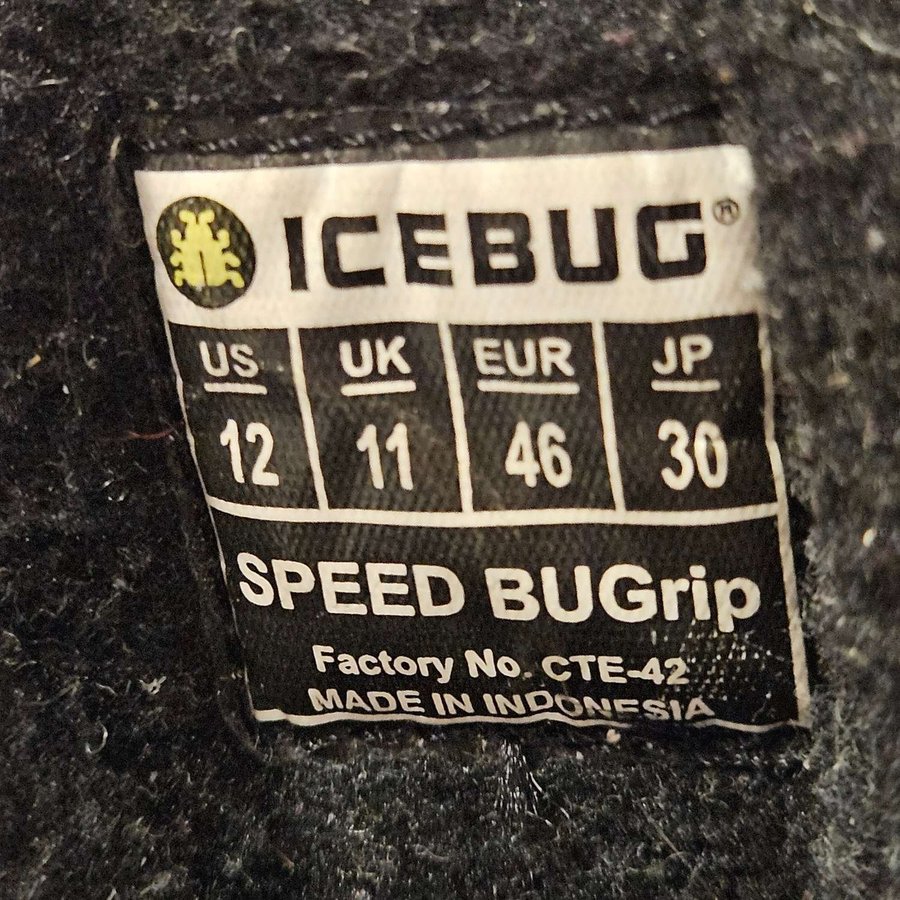 ICEBUG®
US UK EUR JP
12 11 46 30
SPEED BUGrip
Factory No. CTE-42
MADE IN INDONESIA